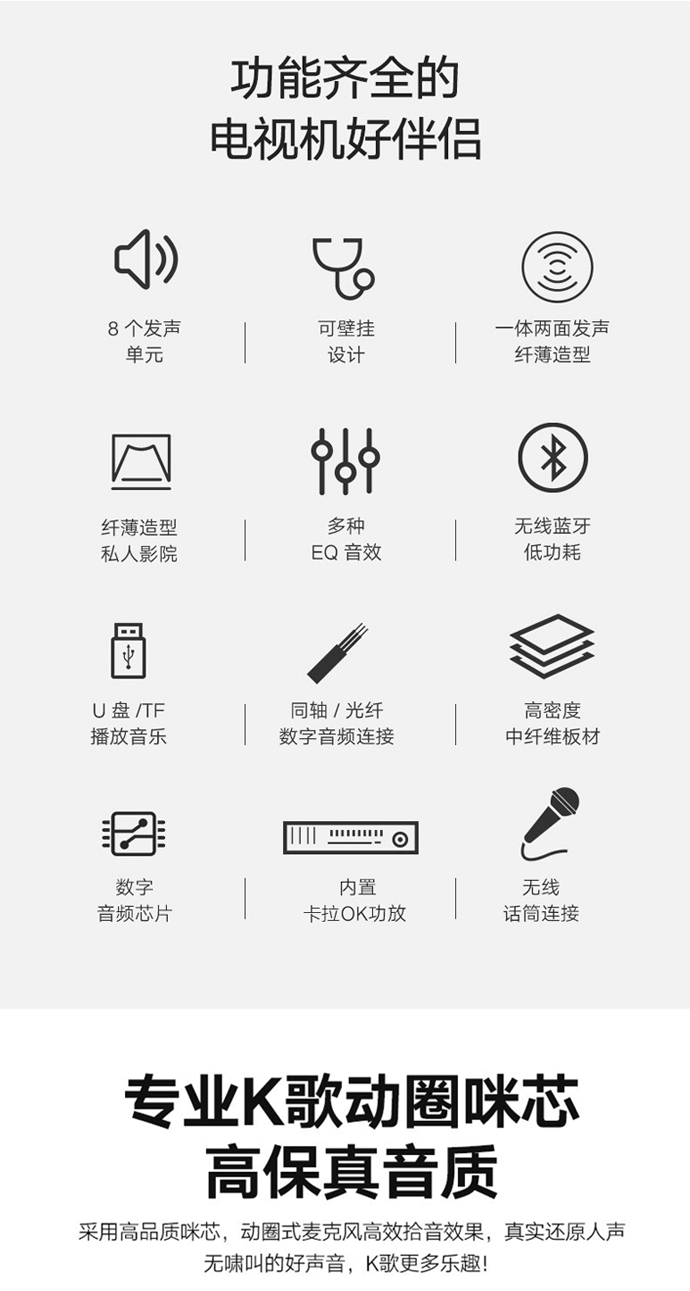 功能齐全的
电视机好伴侣
8 个发声
单元
可壁挂
设计
一体两面发声
纤薄造型
纤薄造型
私人影院
多种
EQ 音效
无线蓝牙
低功耗
U 盘 /TF
播放音乐
同轴 / 光纤
数字音频连接
高密度
中纤维板材
数字
音频芯片
内置
卡拉OK功放
无线
话筒连接
专业K歌动圈咪芯
高保真音质
采用高品质咪芯，动圈式麦克风高效拾音效果，真实还原人声
无啸叫的好声音，K歌更多乐趣！